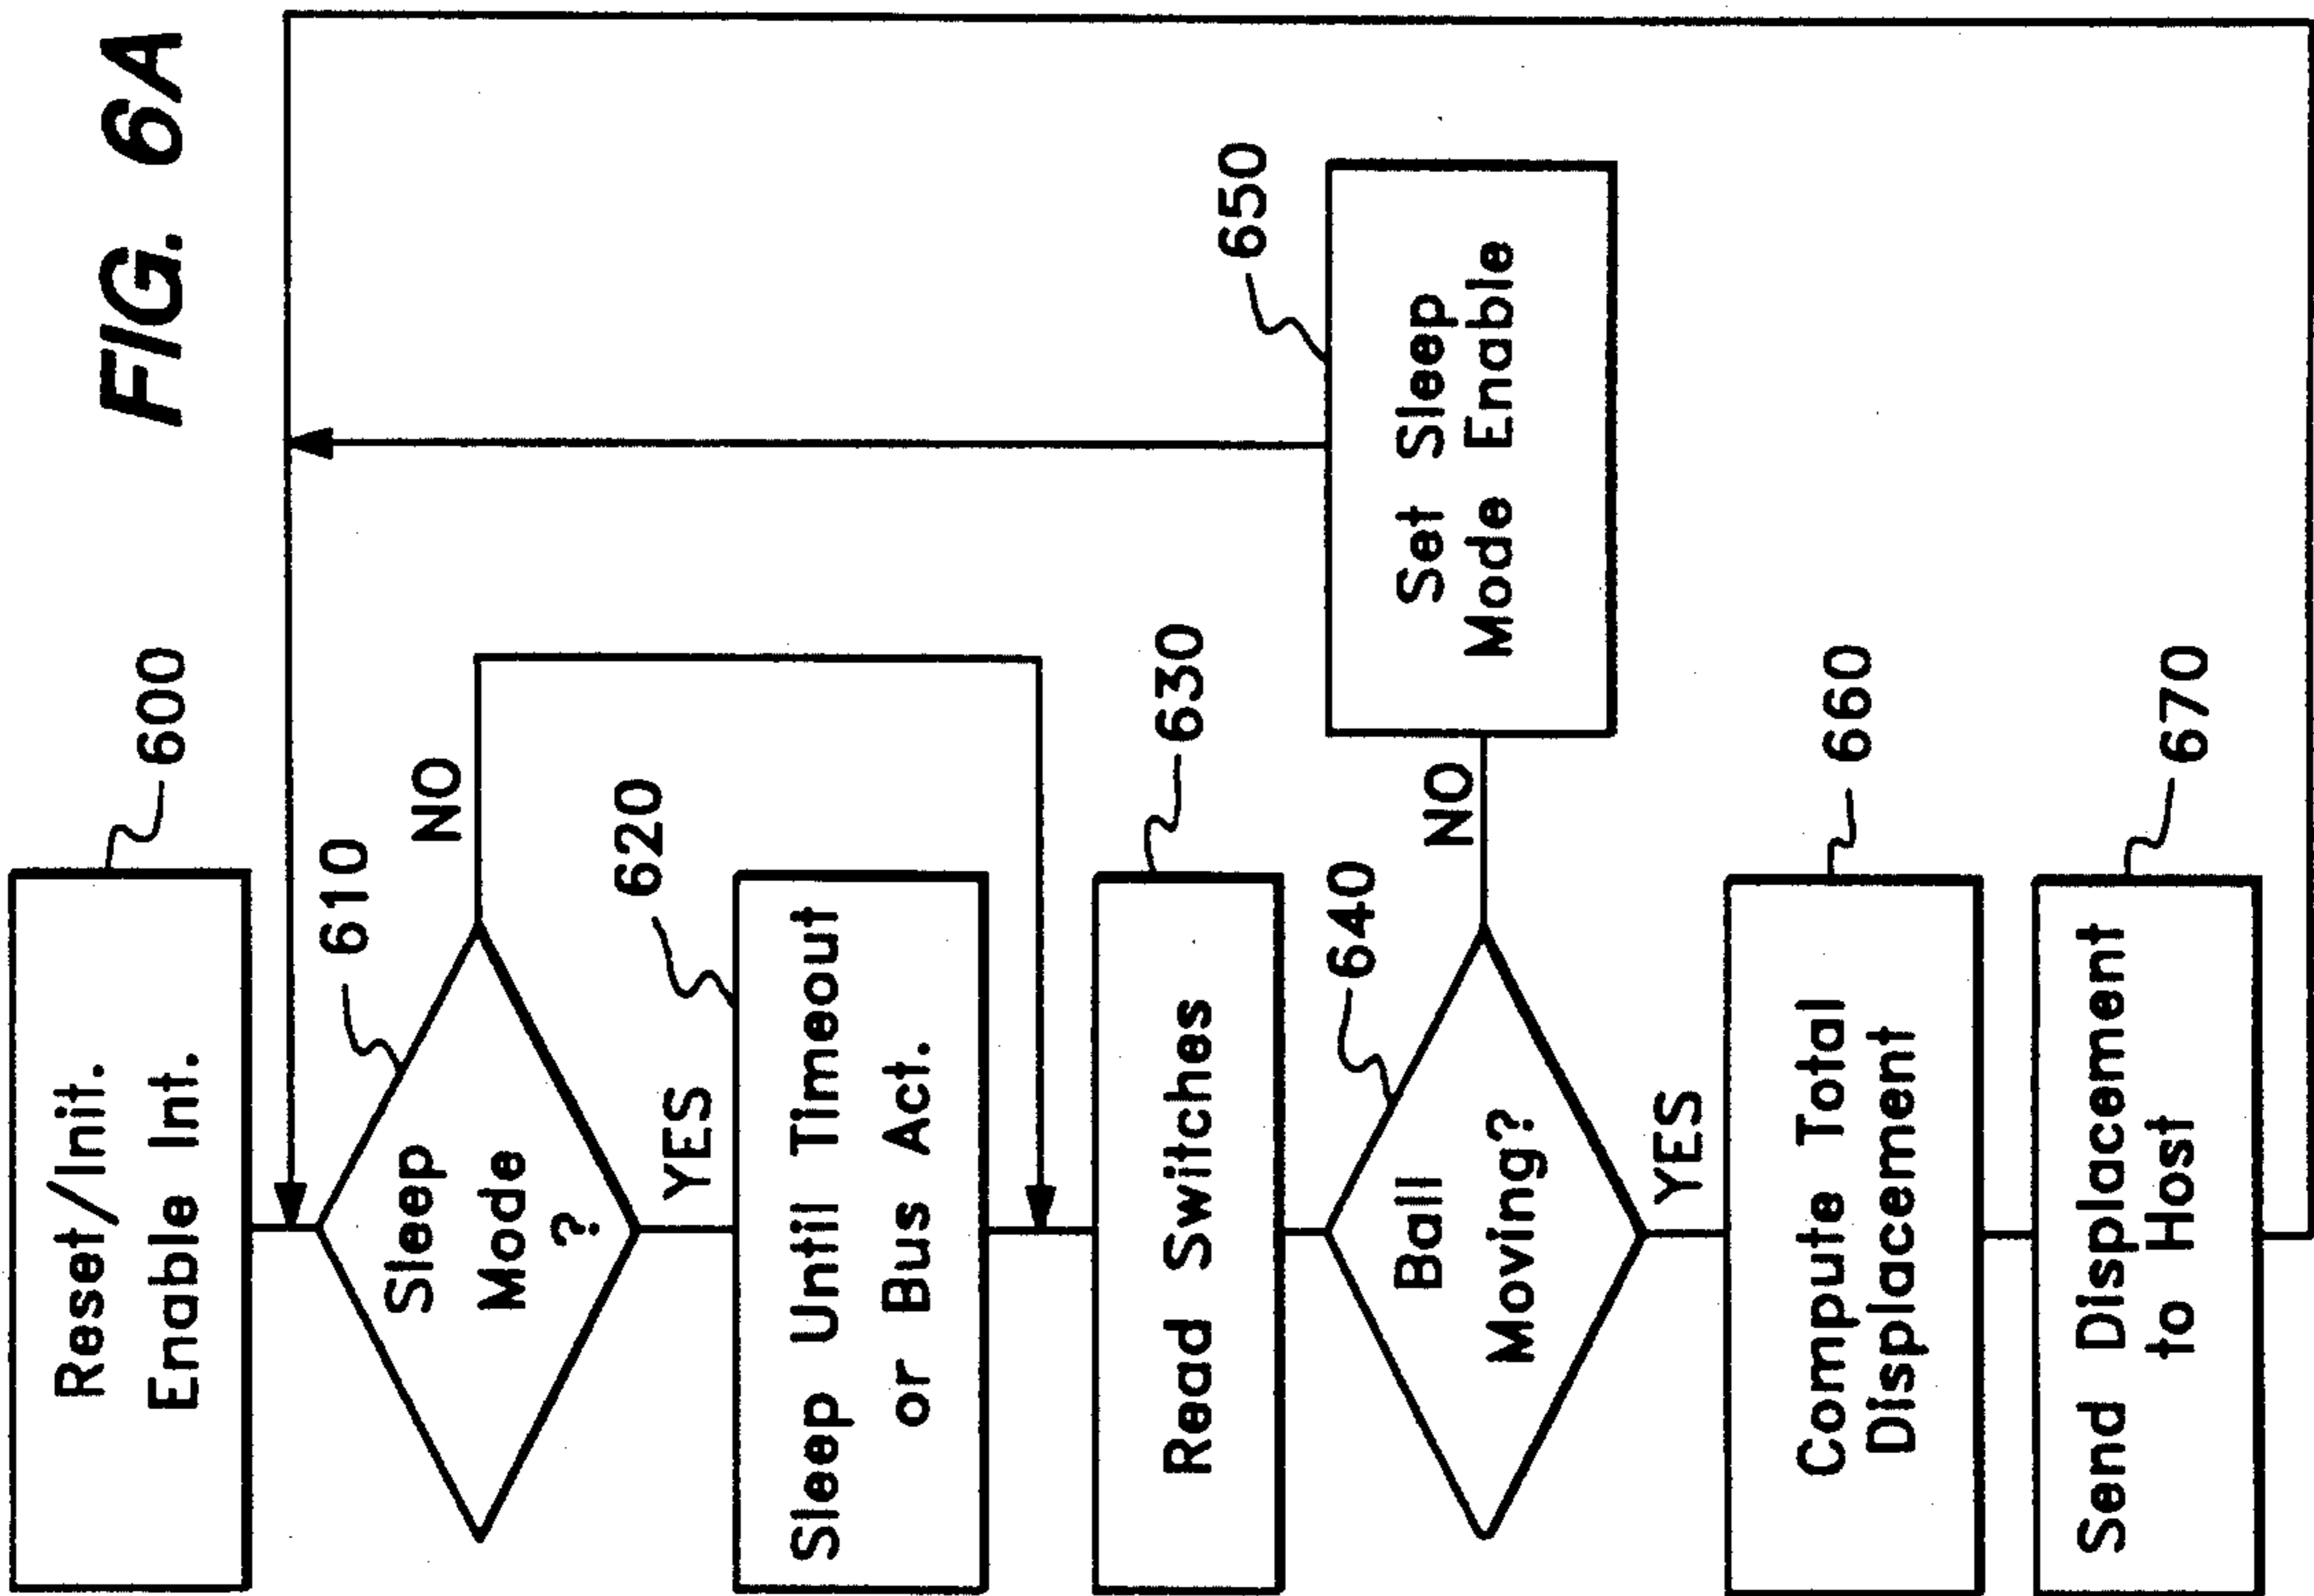 FIG. 6A
Reset/Init.
Enable Int.
600
610
Sleep
Mode
?
NO
YES
620
Sleep Until Timeout
or Bus Act.
630
Read Switches
640
Ball
Moving?
NO
650
Set Sleep
Mode Enable
YES
660
Compute Total
Displacement
670
Send Displacement
to Host